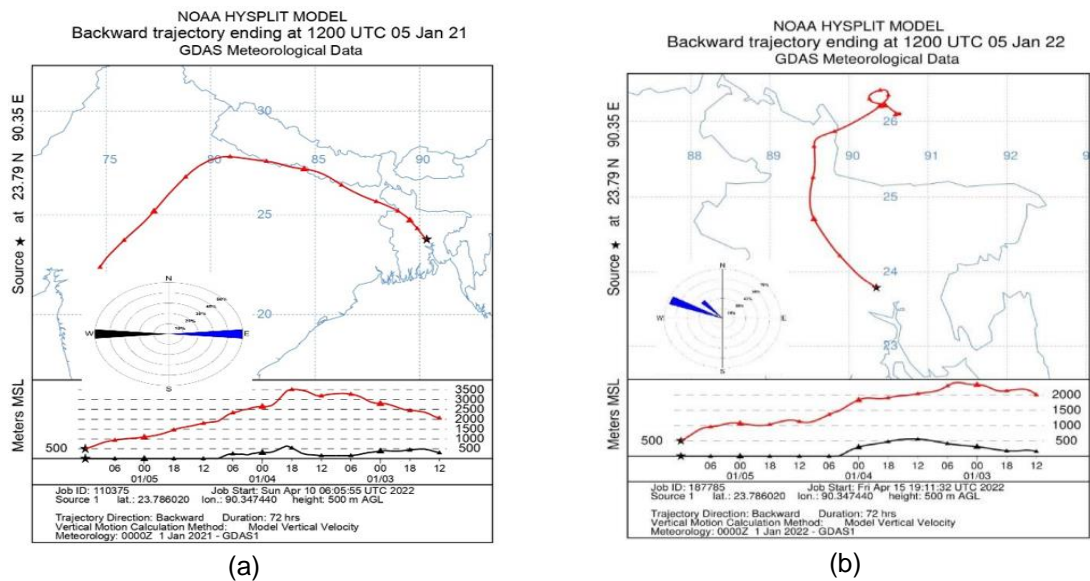 NOAA HYSPLIT MODEL
Backward trajectory ending at 1200 UTC 05 Jan 21
GDAS Meteorological Data
Source ★ at 23.79 N 90.35 E
30
75
80
85
90
25
20
N
W
E
S
Meters MSL
500
3500
3000
2500
2000
1500
1000
500
06 00 18 12 06 00 18 12 06 00 18 12
01/05 01/04 01/03
Job ID: 110375 Job Start: Sun Apr 10 06:05:55 UTC 2022
Source 1 lat.: 23.786020 lon.: 90.347440 height: 500 m AGL
Trajectory Direction: Backward Duration: 72 hrs
Vertical Motion Calculation Method: Model Vertical Velocity
Meteorology: 0000Z 1 Jan 2021 - GDAS1
(a)
NOAA HYSPLIT MODEL
Backward trajectory ending at 1200 UTC 05 Jan 22
GDAS Meteorological Data
Source ★ at 23.79 N 90.35 E
26
88 89 90 91 92
25
24
23
N
W
E
S
Meters MSL
500
2000
1500
1000
500
06 00 18 12 06 00 18 12 06 00 18 12
01/05 01/04 01/03
Job ID: 187785 Job Start: Fri Apr 15 19:11:32 UTC 2022
Source 1 lat.: 23.786020 lon.: 90.347440 height: 500 m AGL
Trajectory Direction: Backward Duration: 72 hrs
Vertical Motion Calculation Method: Model Vertical Velocity
Meteorology: 0000Z 1 Jan 2022 - GDAS1
(b)